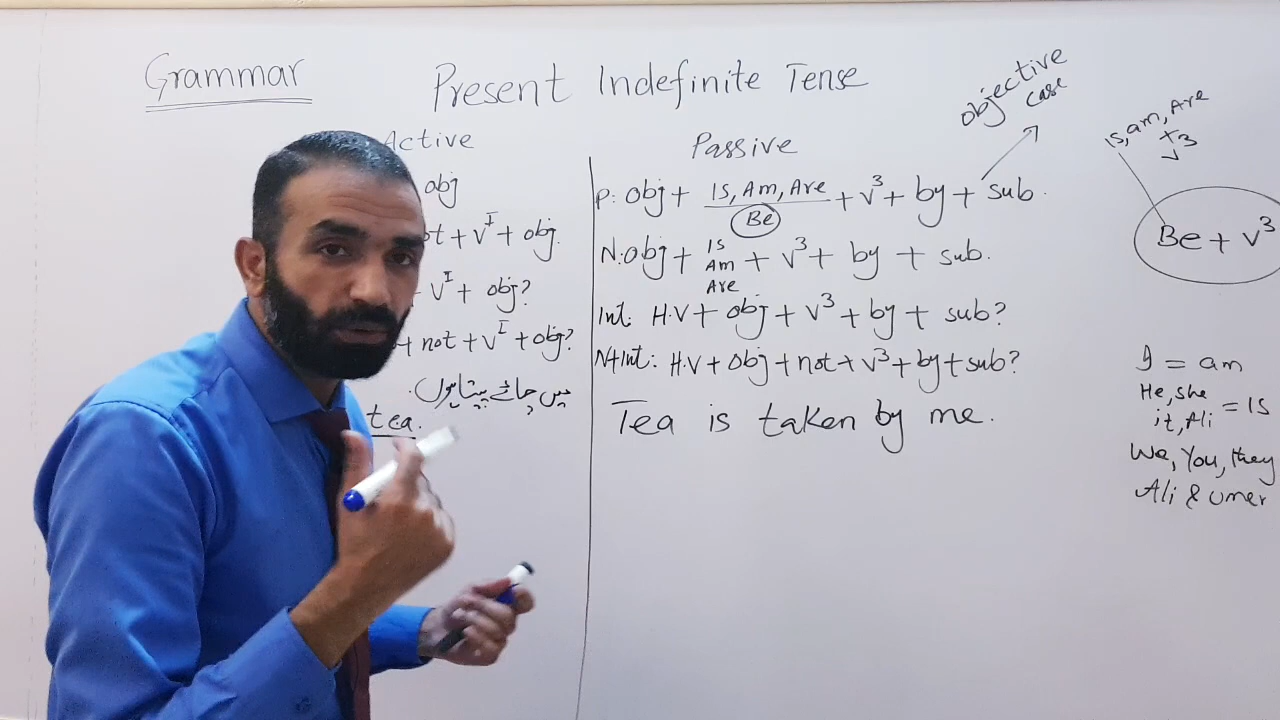 Grammar
Present Indefinite Tense
Active
obj
ot + v I + obj.
v I + obj?
+ not + v I + obj?
میں چائے پیتا ہوں.
tea.
Passive
P: obj + Is, Am, Are + v3 + by + sub.
Be
objective
case
N: obj + Is Am Are + v3 + by + sub.
Int: H.V + obj + v3 + by + sub?
N+Int: H.V + obj + not + v3 + by + sub?
Tea is taken by me.
Is, am, Are
+
v3
Be + v3
I = am
He, she
it, Ali = Is
We, you, they
Ali & umer